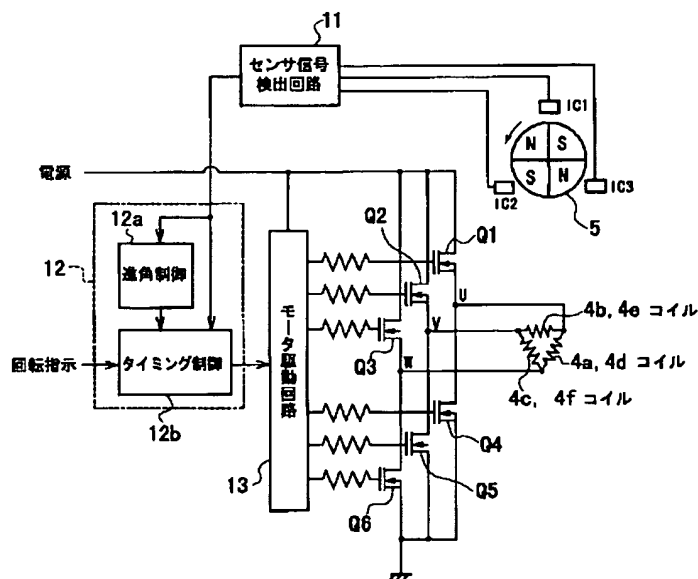 11
センサ信号
検出回路
IC1
N S
S N
IC2
IC3
5
電源
12a
12
進角制御
Q2
Q1
U
4b, 4e コイル
V
回転指示
タイミング制御
モータ駆動回路
Q3
W
4a, 4d コイル
4c, 4f コイル
12b
Q4
13
Q5
Q6